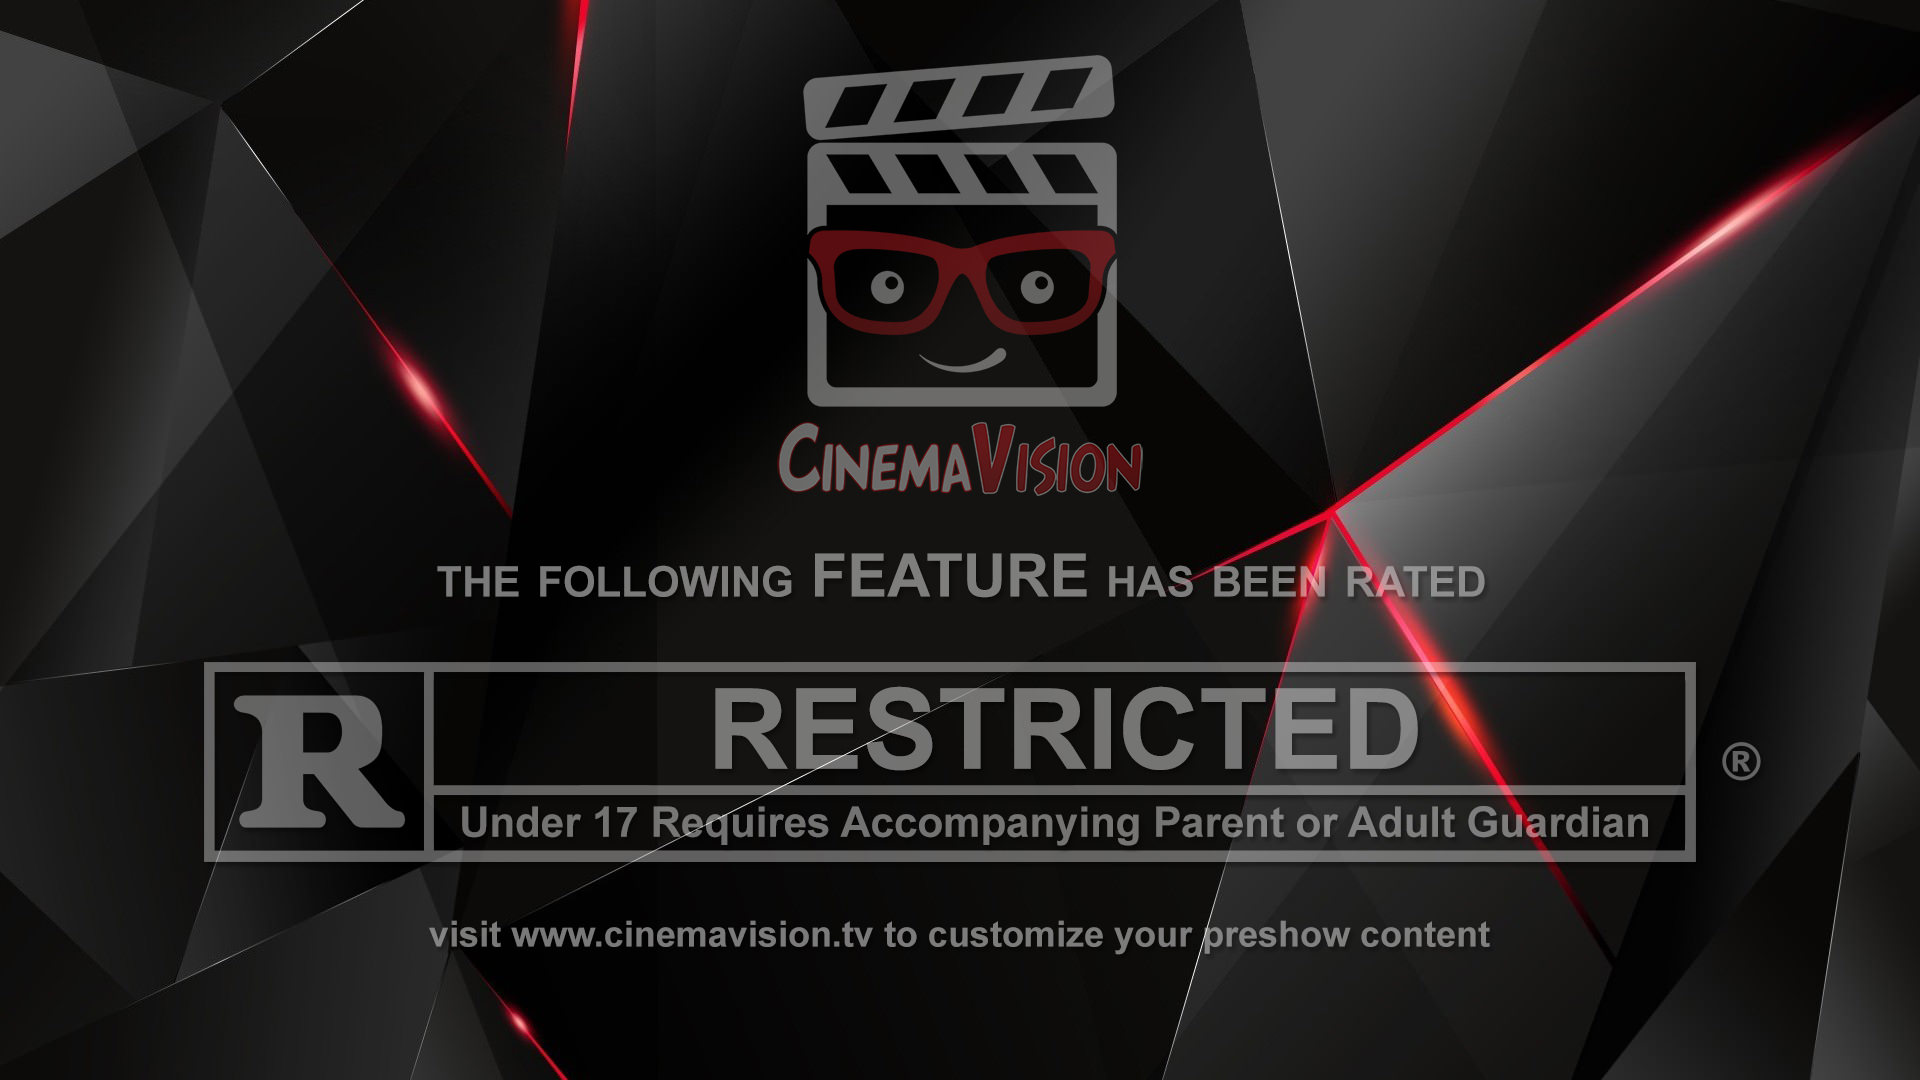 CINEMAVISION
THE FOLLOWING FEATURE HAS BEEN RATED
R
RESTRICTED
®
Under 17 Requires Accompanying Parent or Adult Guardian
visit www.cinemavision.tv to customize your preshow content